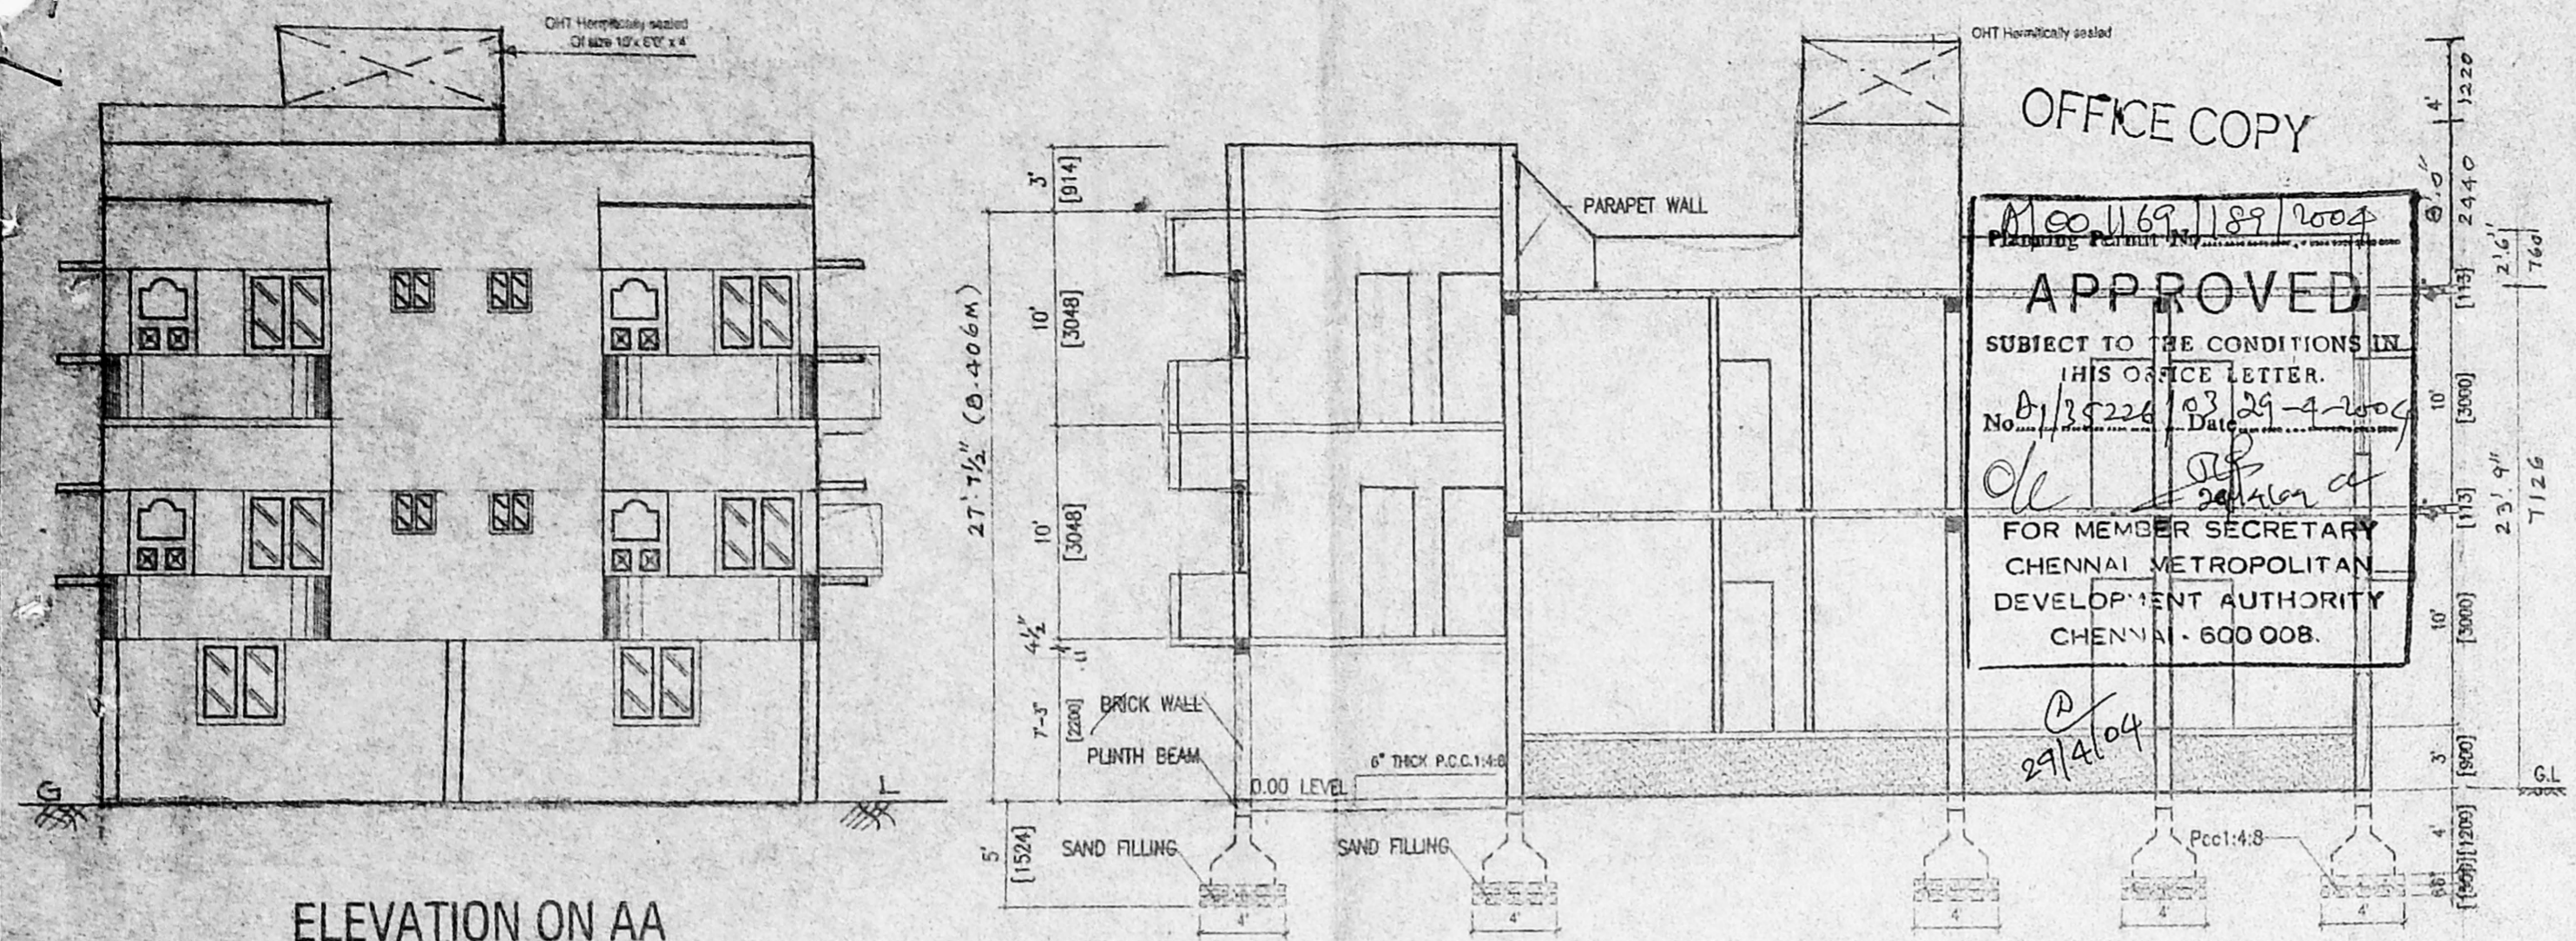 OHT Hermitically sealed
Of size 10'x 6'0" x 4'
G
L
ELEVATION ON AA
3'
[914]
10'
[3048]
27'.7½" (8.406M)
10'
[3048]
4½"
7'-3"
[2200]
5'
[1524]
BRICK WALL
PLINTH BEAM
0.00 LEVEL
6" THICK P.C.C.1:4:8
SAND FILLING
SAND FILLING
4'
4'
4'
4'
4'
PARAPET WALL
OHT Hermitically sealed
OFFICE COPY
Planning Permit No. 189/2004
APPROVED
SUBJECT TO THE CONDITIONS IN
THIS OFFICE LETTER.
No. A1/35226/03 Date 29-4-2004
FOR MEMBER SECRETARY
CHENNAI METROPOLITAN
DEVELOPMENT AUTHORITY
CHENNAI - 600 008.
29/4/04
Pcc1:4:8
4'
1220
8'.0"
2440
2'.6"
760
[113]
10'
[3000]
[113]
23'.9"
7126
10'
[3000]
3'
[900]
G.L
4'
[1200]